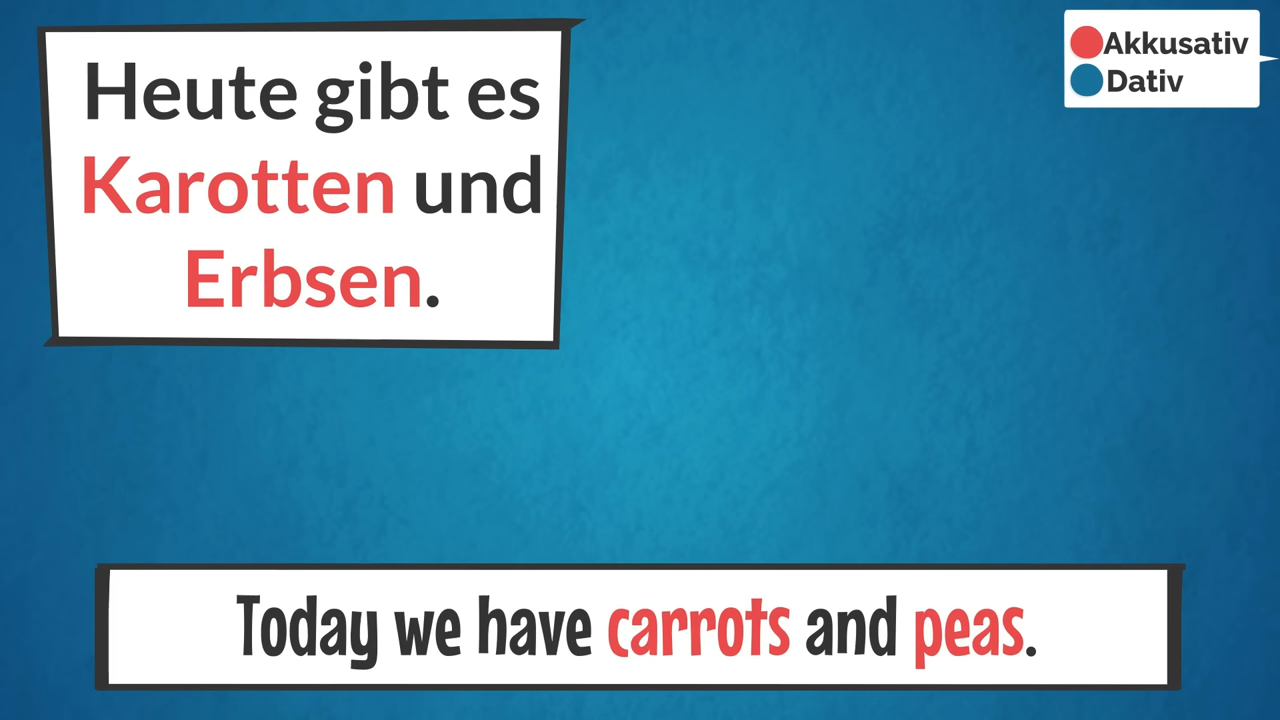 Heute gibt es
Karotten und
Erbsen.
Akkusativ
Dativ
Today we have carrots and peas.